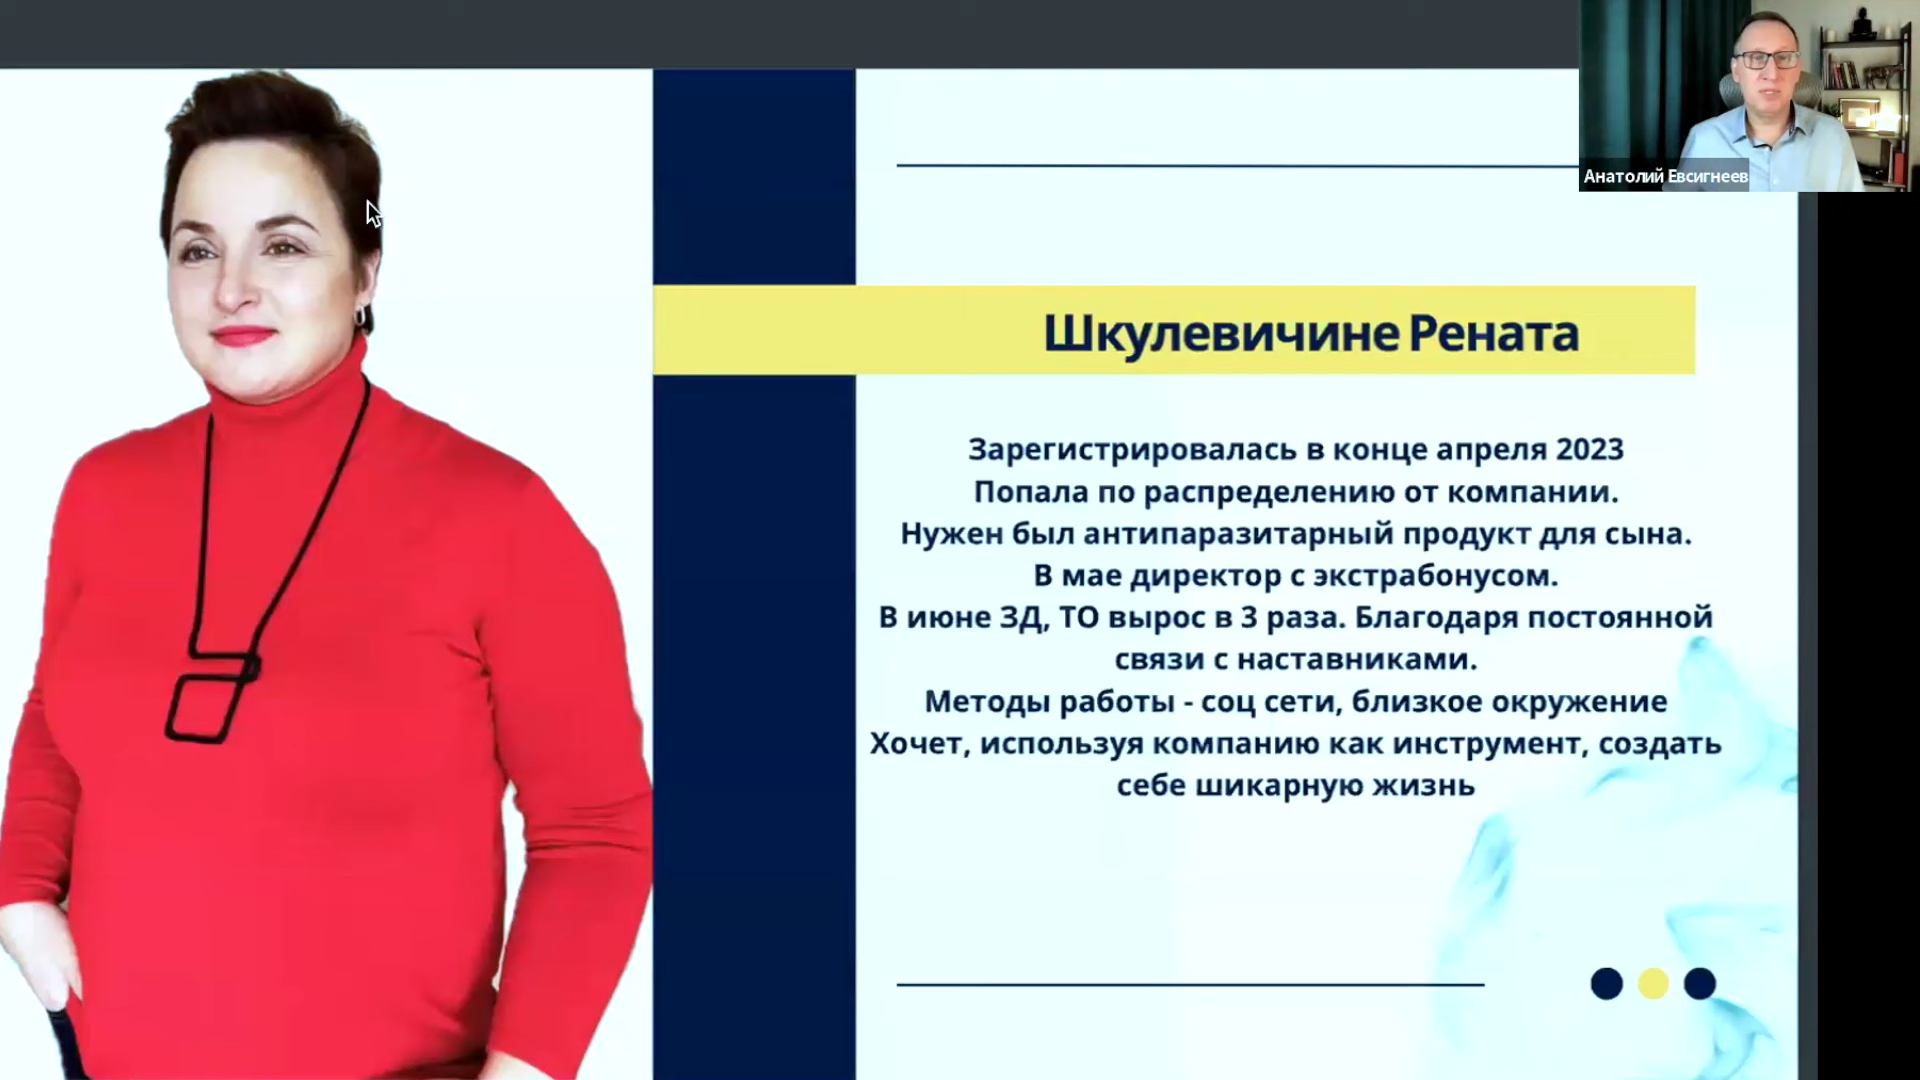 Анатолий Евсигнеев
Шкулевичине Рената
Зарегистрировалась в конце апреля 2023
Попала по распределению от компании.
Нужен был антипаразитарный продукт для сына.
В мае директор с экстрабонусом.
В июне ЗД, ТО вырос в 3 раза. Благодаря постоянной
связи с наставниками.
Методы работы - соц сети, близкое окружение
Хочет, используя компанию как инструмент, создать
себе шикарную жизнь